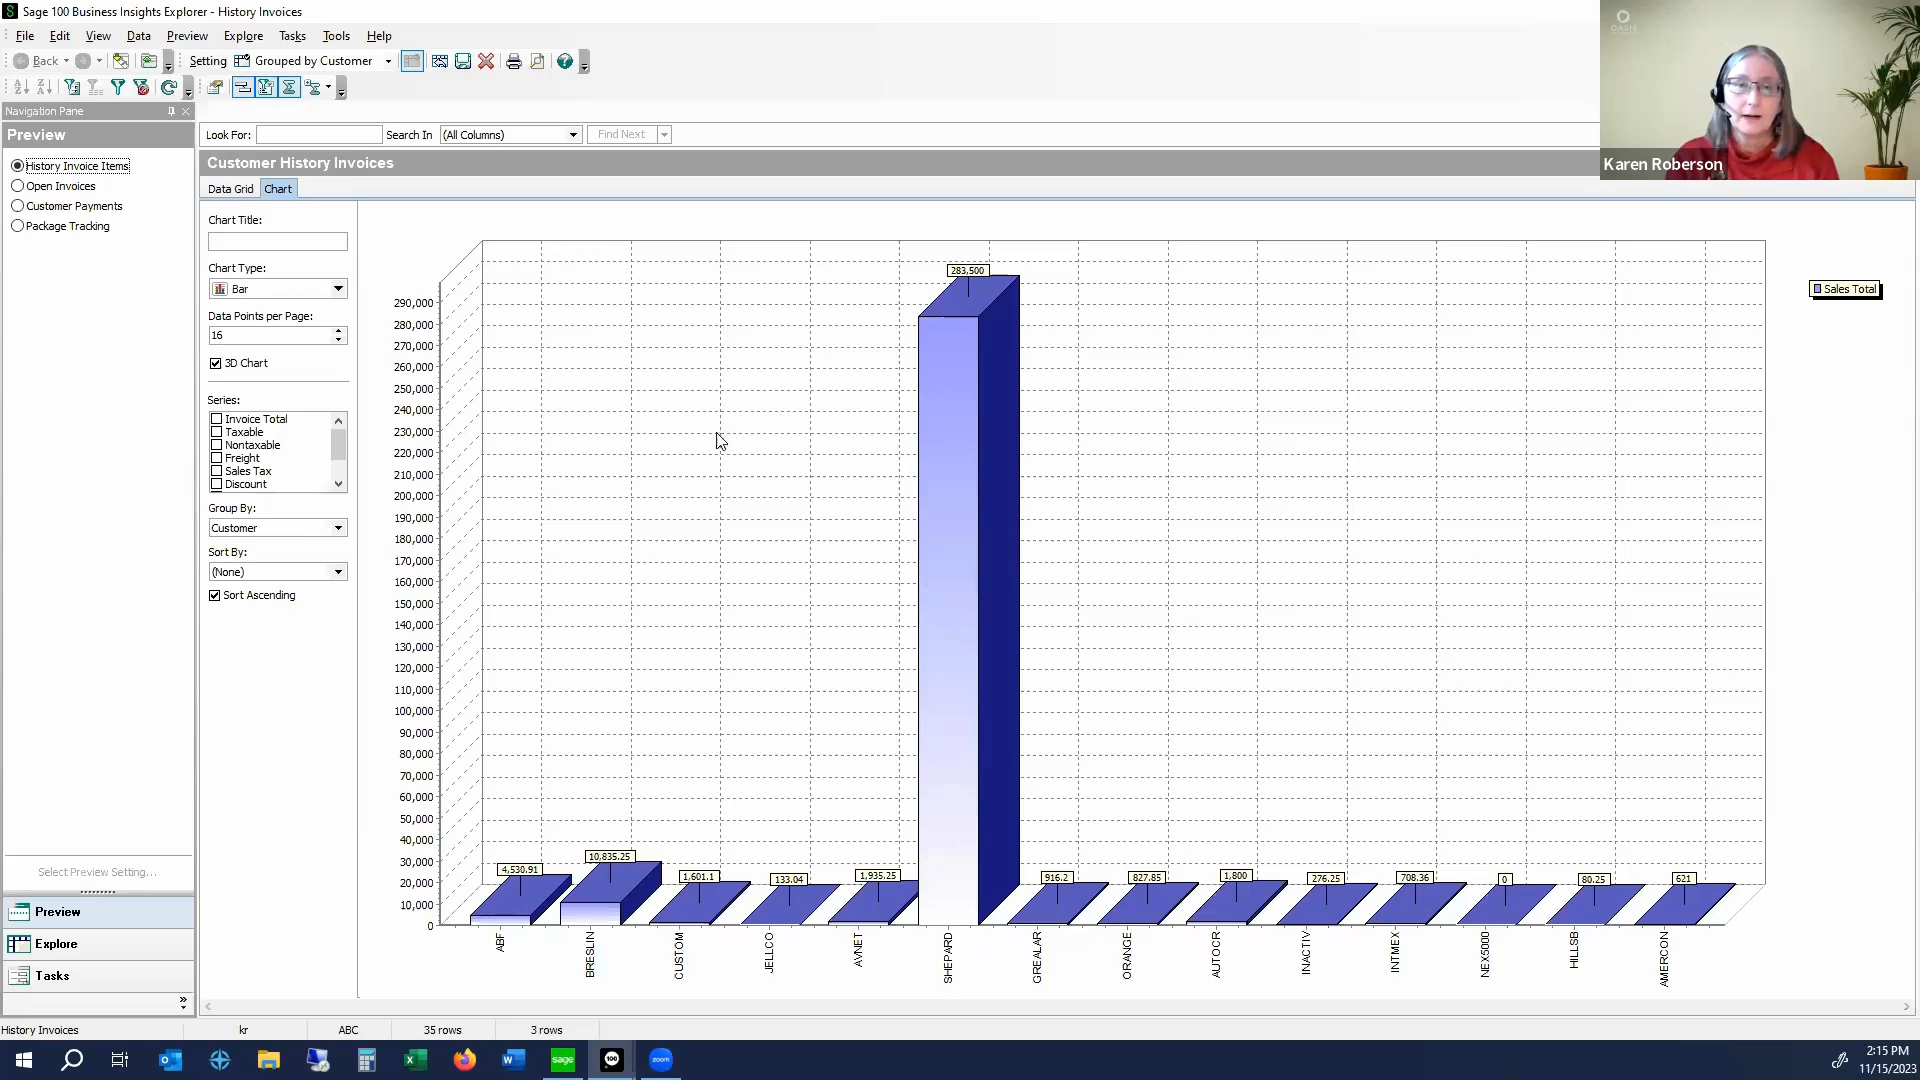 Sage 100 Business Insights Explorer - History Invoices
File Edit View Data Preview Explore Tasks Tools Help
Back Setting Grouped by Customer
Navigation Pane
Preview
History Invoice Items
Open Invoices
Customer Payments
Package Tracking
Look For: Search In (All Columns) Find Next
Customer History Invoices
Data Grid Chart
Karen Roberson
Chart Title:
Chart Type:
Bar
Data Points per Page:
16
3D Chart
Series:
Invoice Total
Taxable
Nontaxable
Freight
Sales Tax
Discount
Group By:
Customer
Sort By:
(None)
Sort Ascending
290,000
280,000
270,000
260,000
250,000
240,000
230,000
220,000
210,000
200,000
190,000
180,000
170,000
160,000
150,000
140,000
130,000
120,000
110,000
100,000
90,000
80,000
70,000
60,000
50,000
40,000
30,000
20,000
10,000
0
4,530.91
10,835.25
1,601.1
133.04
1,935.25
283,500
916.2
827.85
1,800
276.25
708.36
0
80.25
621
ABF
BRESLIN
CUSTOM
JELLCO
AVNET
SHEPARD
GREALAR
ORANGE
AUTOCR
INACTIV
INTMEX
NEX5000
HILLSB
AMERCON
Sales Total
Select Preview Setting...
Preview
Explore
Tasks
History Invoices kr ABC 35 rows 3 rows
sage
100
zoom
2:15 PM
11/15/2023